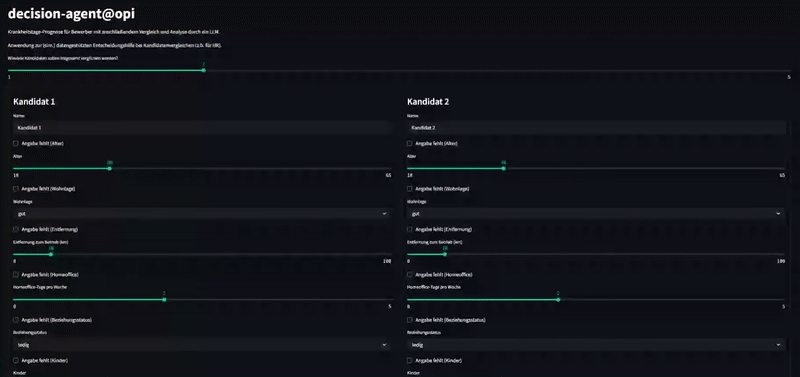 decision-agent@opi
Krankheitstage-Prognose für Bewerber mit anschließendem Vergleich und Analyse durch ein LLM.
Anwendung zur (sim.) datengestützten Entscheidungshilfe bei Kandidatenvergleichen (z.b. für HR).
Wieviele Kandidaten sollen insgesamt verglichen werden?
2
1 5
Kandidat 1
Name
Kandidat 1
Angabe fehlt (Alter)
Alter
18 65
Angabe fehlt (Wohnlage)
Wohnlage
gut
Angabe fehlt (Entfernung)
Entfernung zum Betrieb (km)
10
0 100
Angabe fehlt (Homeoffice)
Homeoffice-Tage pro Woche
2
0 5
Angabe fehlt (Beziehungsstatus)
Beziehungsstatus
ledig
Angabe fehlt (Kinder)
Kinder
Kandidat 2
Name
Kandidat 2
Angabe fehlt (Alter)
Alter
18 65
Angabe fehlt (Wohnlage)
Wohnlage
gut
Angabe fehlt (Entfernung)
Entfernung zum Betrieb (km)
10
0 100
Angabe fehlt (Homeoffice)
Homeoffice-Tage pro Woche
2
0 5
Angabe fehlt (Beziehungsstatus)
Beziehungsstatus
ledig
Angabe fehlt (Kinder)
Kinder